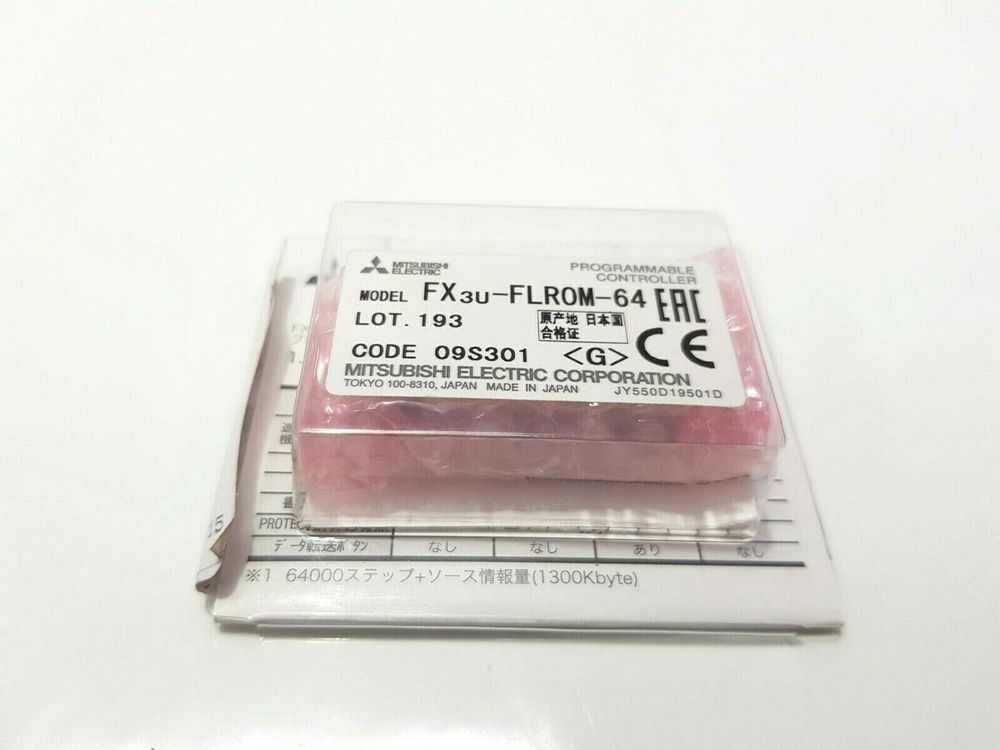 MITSUBISHI
ELECTRIC
PROGRAMMABLE
CONTROLLER
MODEL FX3U-FLROM-64
EAC
LOT. 193
原产地 日本国
合格证
CE
CODE 09S301 <G>
MITSUBISHI ELECTRIC CORPORATION
TOKYO 100-8310, JAPAN MADE IN JAPAN JY550D19501D
データ転送ボタン なし なし あり なし
※1 64000ステップ+ソース情報量(1300Kbyte)